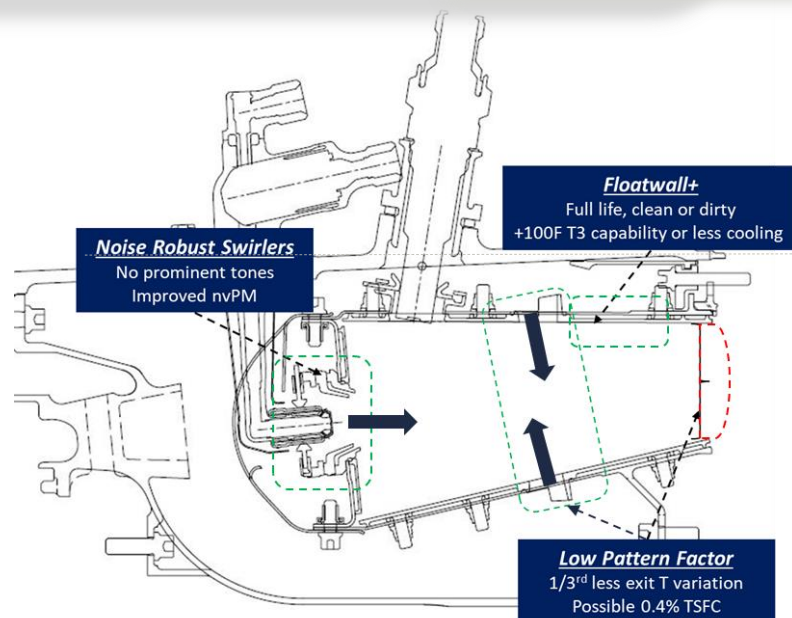 Floatwall+
Full life, clean or dirty
+100F T3 capability or less cooling
Noise Robust Swirlers
No prominent tones
Improved nvPM
Low Pattern Factor
1/3rd less exit T variation
Possible 0.4% TSFC